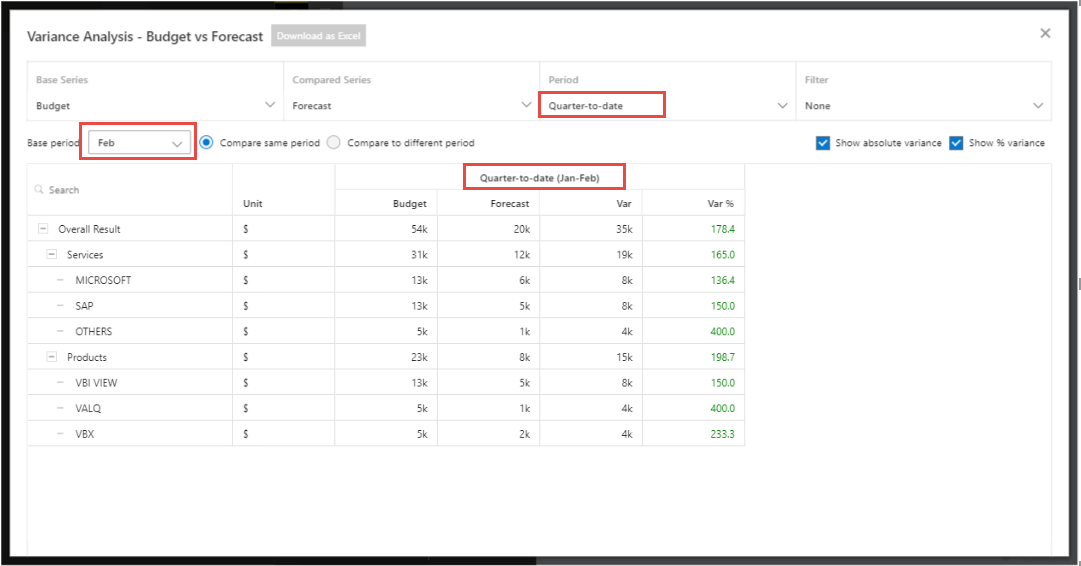 Variance Analysis - Budget vs Forecast Download as Excel
Base Series Compared Series Period Filter
Budget Forecast Quarter-to-date None
Base period Feb Compare same period Compare to different period Show absolute variance Show % variance
Quarter-to-date (Jan-Feb)
Search
Unit Budget Forecast Var Var %
Overall Result $ 54k 20k 35k 178.4
Services $ 31k 12k 19k 165.0
MICROSOFT $ 13k 6k 8k 136.4
SAP $ 13k 5k 8k 150.0
OTHERS $ 5k 1k 4k 400.0
Products $ 23k 8k 15k 198.7
VBI VIEW $ 13k 5k 8k 150.0
VALQ $ 5k 1k 4k 400.0
VBX $ 5k 2k 4k 233.3